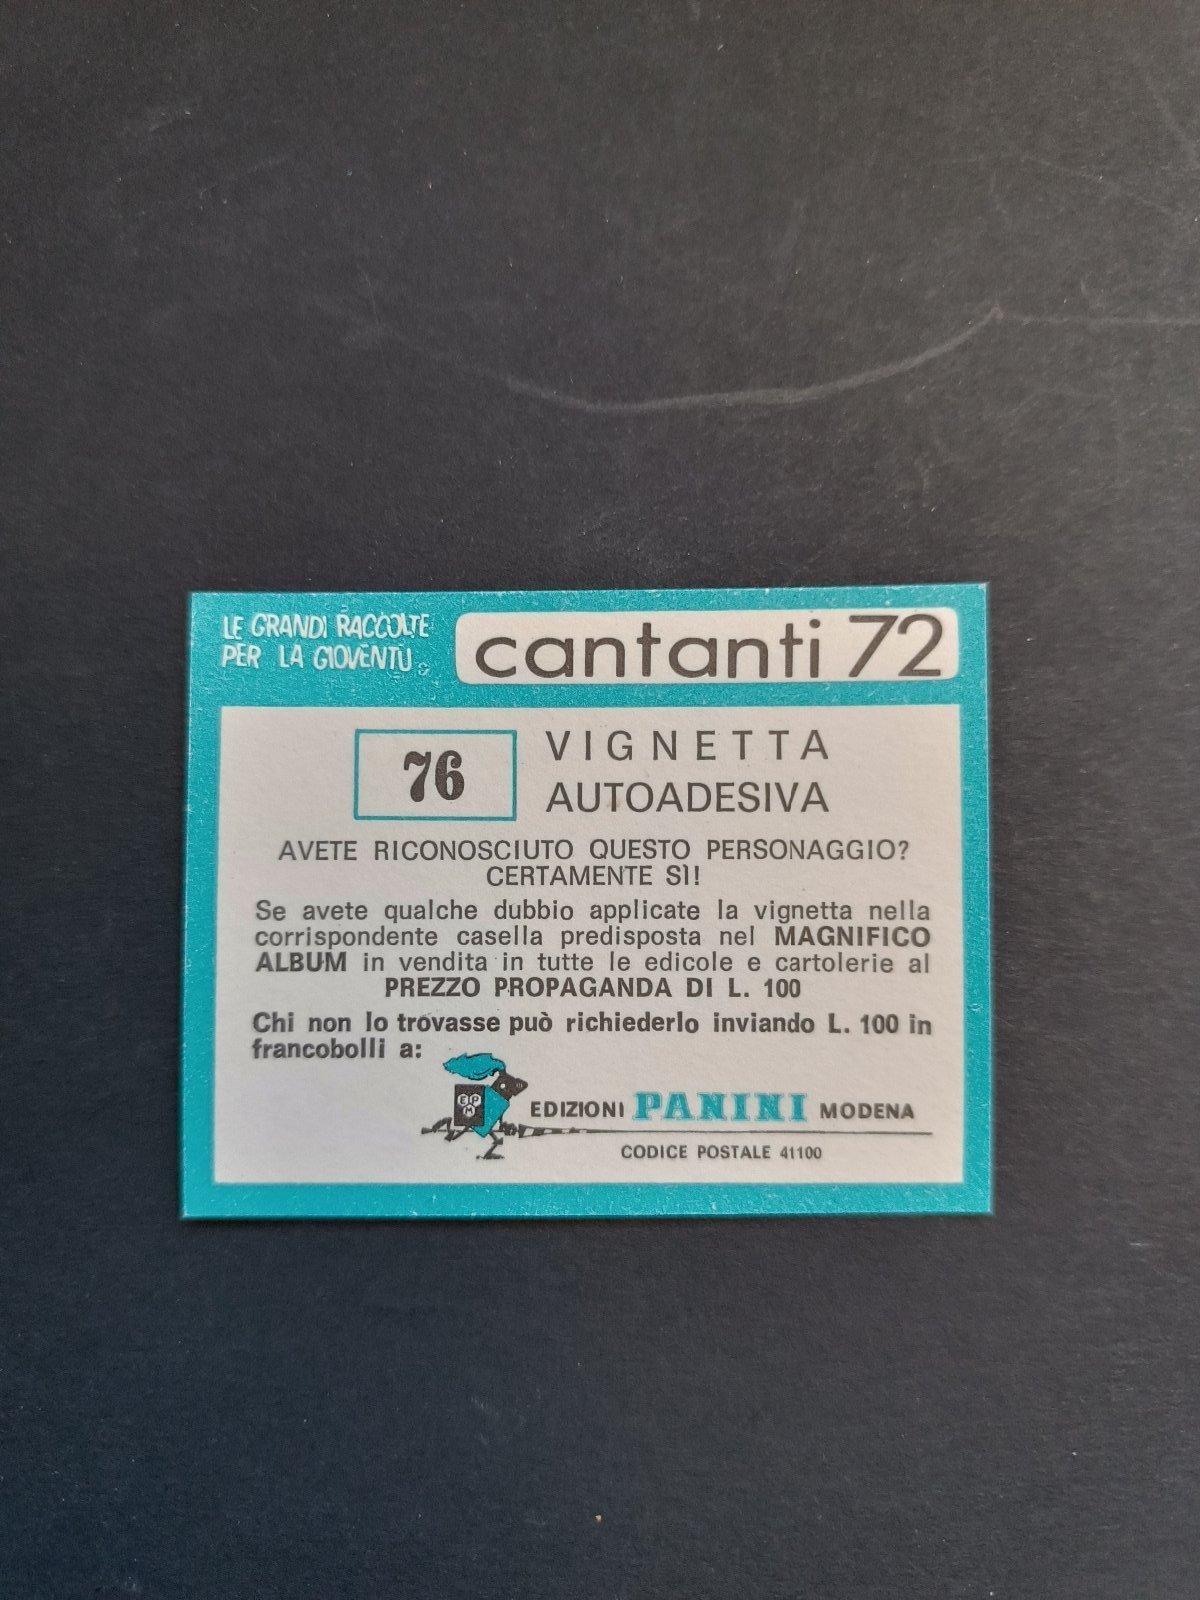 LE GRANDI RACCOLTE
PER LA GIOVENTU
cantanti 72
76
VIGNETTA
AUTOADESIVA
AVETE RICONOSCIUTO QUESTO PERSONAGGIO?
CERTAMENTE SÌ!
Se avete qualche dubbio applicate la vignetta nella
corrispondente casella predisposta nel MAGNIFICO
ALBUM in vendita in tutte le edicole e cartolerie al
PREZZO PROPAGANDA DI L. 100
Chi non lo trovasse può richiederlo inviando L. 100 in
francobolli a:
EPM
EDIZIONI PANINI MODENA
CODICE POSTALE 41100